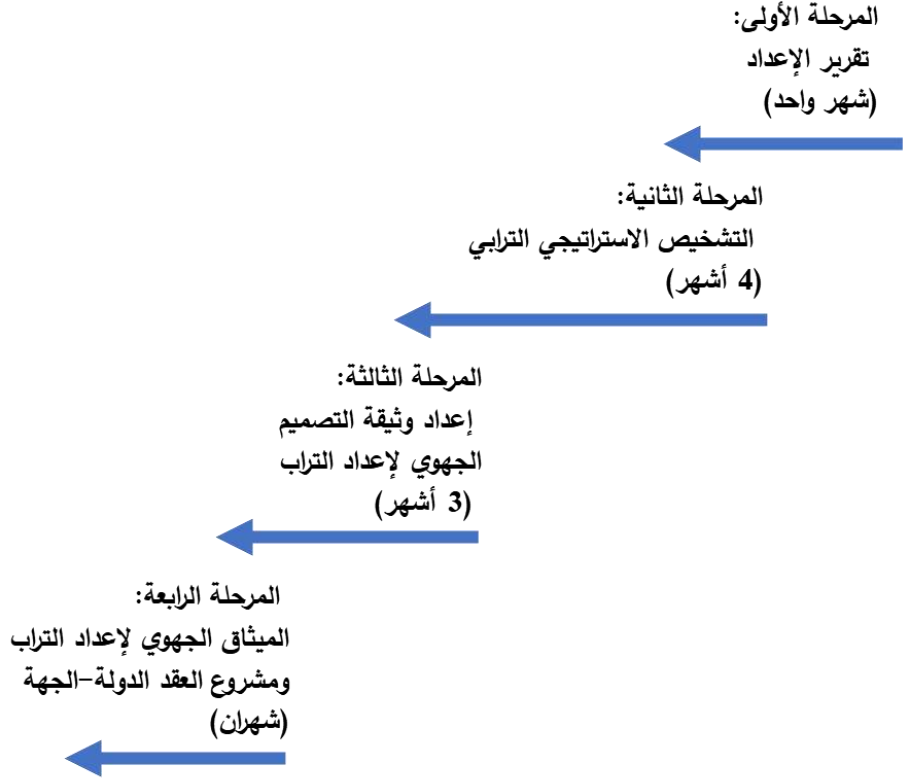 المرحلة الأولى:
تقرير الإعداد
(شهر واحد)
المرحلة الثانية:
التشخيص الاستراتيجي الترابي
(4 أشهر)
المرحلة الثالثة:
إعداد وثيقة التصميم
الجهوي لإعداد التراب
(3 أشهر)
المرحلة الرابعة:
الميثاق الجهوي لإعداد التراب
ومشروع العقد الدولة-الجهة
(شهران)